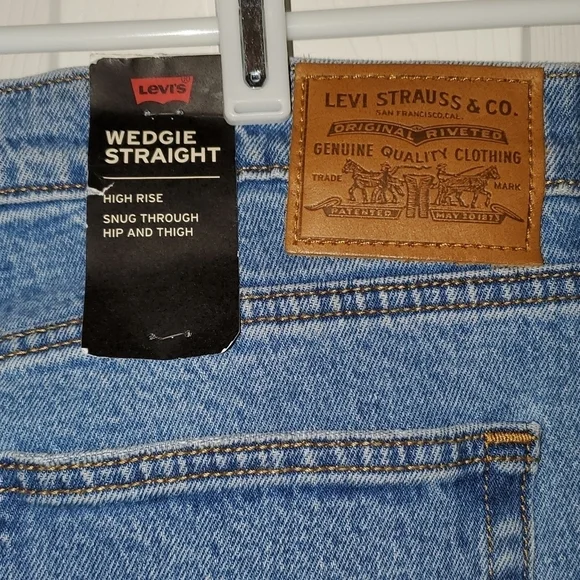 Levi's
®
WEDGIE
STRAIGHT
HIGH RISE
SNUG THROUGH
HIP AND THIGH
LEVI STRAUSS & CO.
SAN FRANCISCO, CAL.
ORIGINAL RIVETED
GENUINE QUALITY CLOTHING
TRADE MARK
PATENTED MAY 20 1873